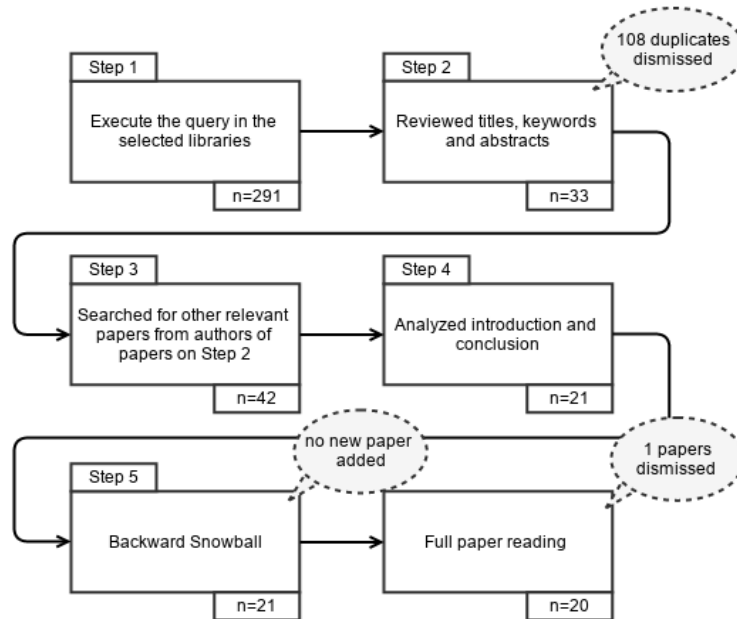 Step 1
Execute the query in the
selected libraries
n=291
Step 2
108 duplicates
dismissed
Reviewed titles, keywords
and abstracts
n=33
Step 3
Searched for other relevant
papers from authors of
papers on Step 2
n=42
Step 4
Analyzed introduction and
conclusion
n=21
Step 5
no new paper
added
Backward Snowball
n=21
1 papers
dismissed
Full paper reading
n=20